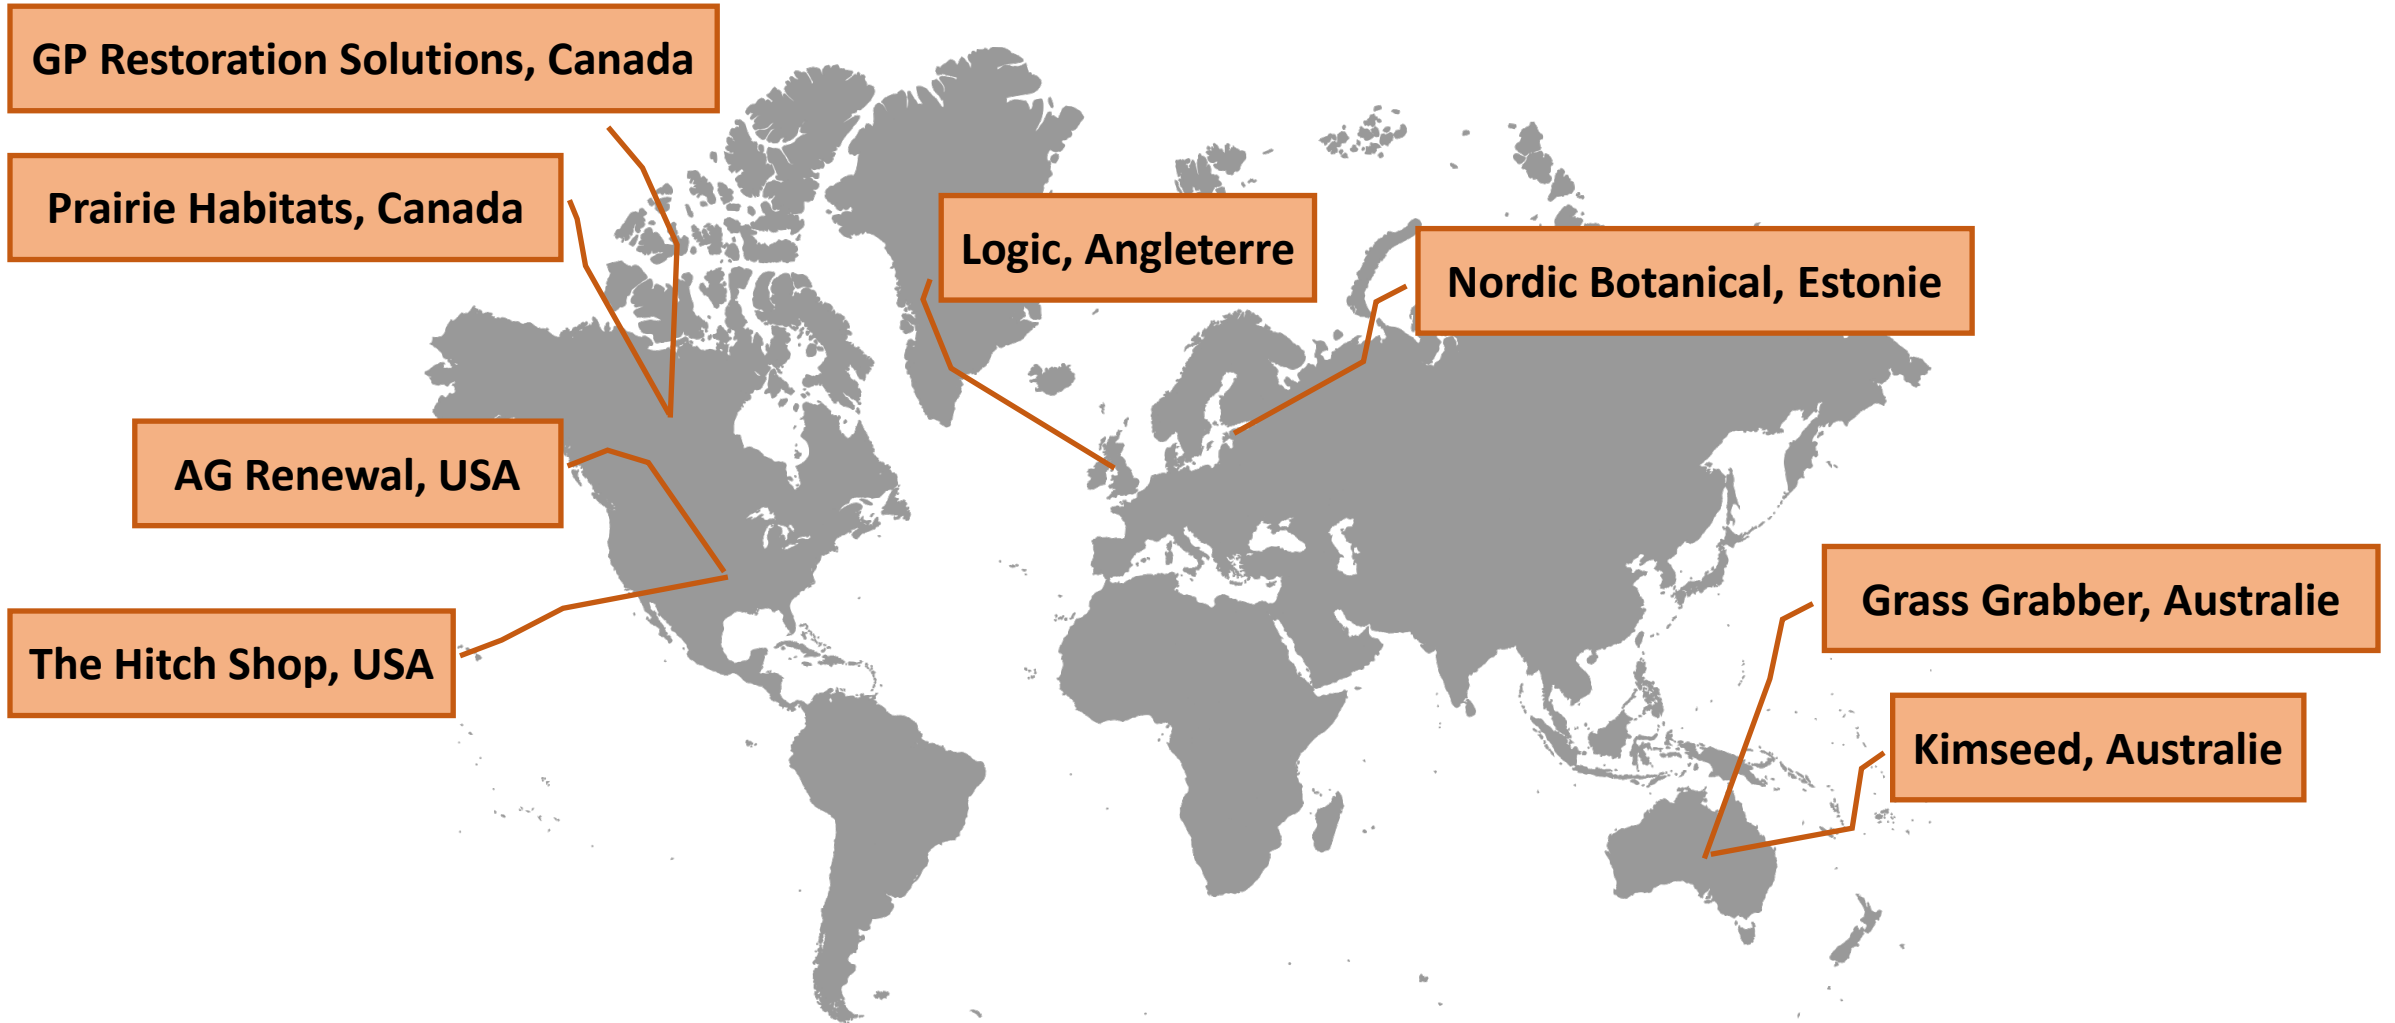 GP Restoration Solutions, Canada
Prairie Habitats, Canada
Logic, Angleterre
Nordic Botanical, Estonie
AG Renewal, USA
Grass Grabber, Australie
The Hitch Shop, USA
Kimseed, Australie